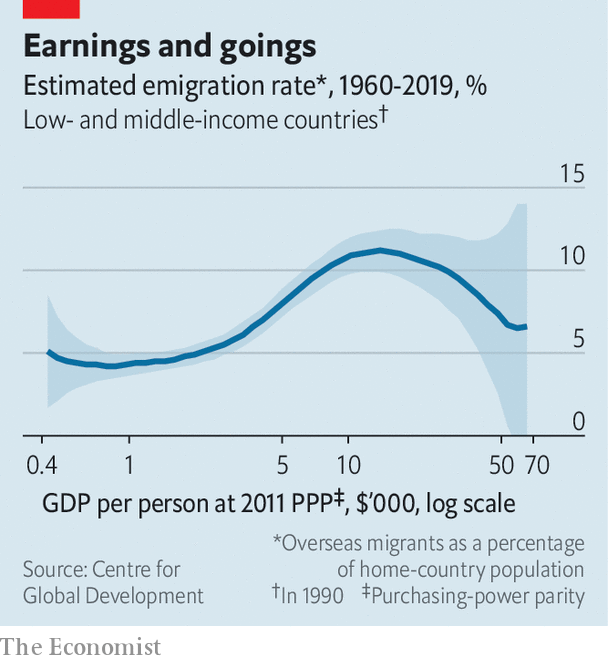 Earnings and goings
Estimated emigration rate*, 1960-2019, %
Low- and middle-income countries†
15
10
5
0
0.4 1 5 10 50 70
GDP per person at 2011 PPP‡, $'000, log scale
*Overseas migrants as a percentage
of home-country population
Source: Centre for
Global Development
†In 1990 ‡Purchasing-power parity
The Economist